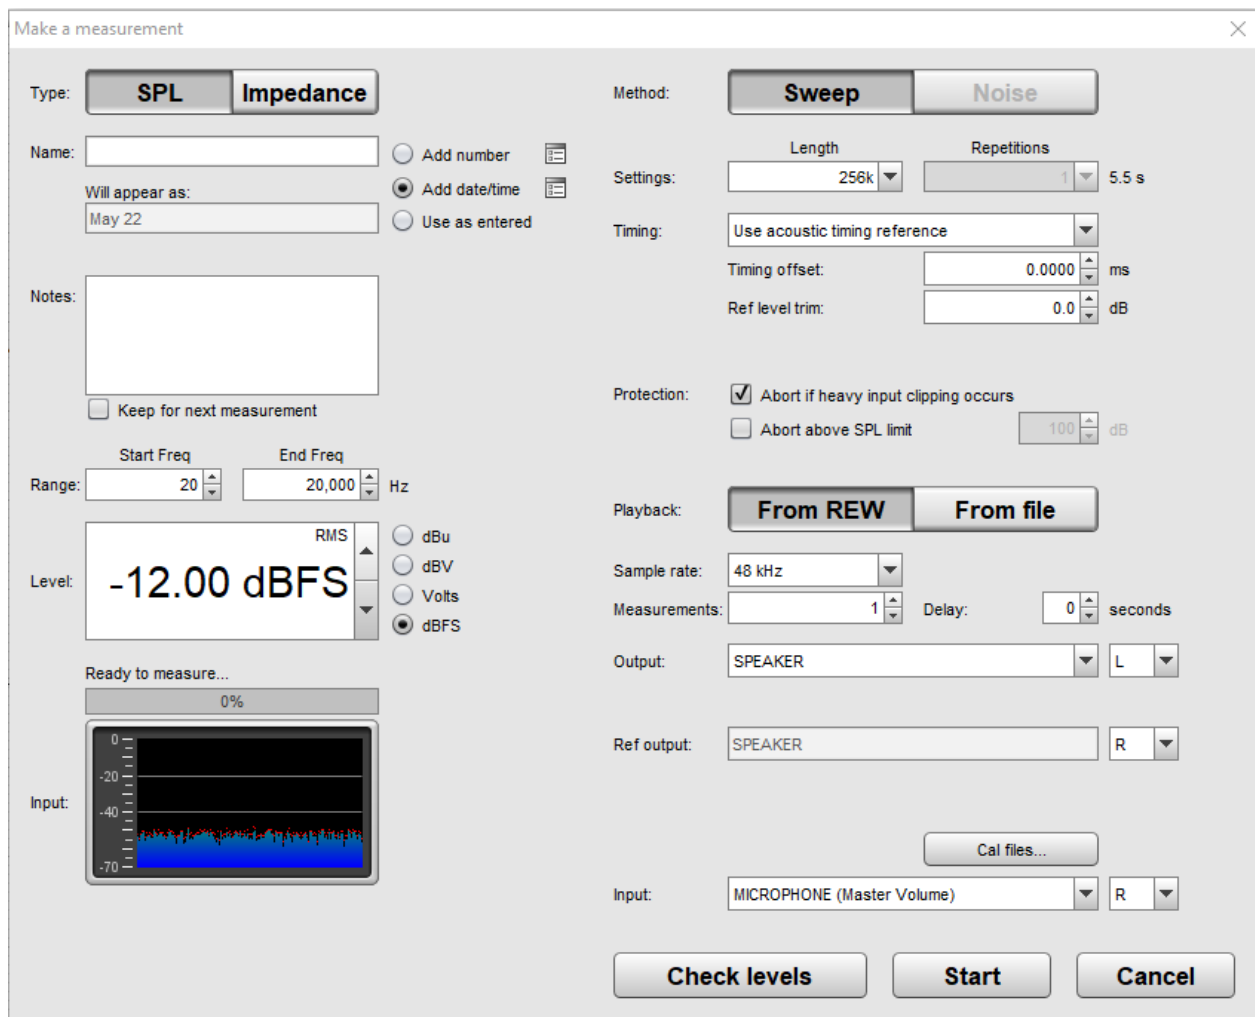 Make a measurement
Type: SPL Impedance
Name:
Add number
Will appear as:
Add date/time
May 22
Use as entered
Notes:
Keep for next measurement
Start Freq End Freq
Range: 20 20,000 Hz
RMS
Level: -12.00 dBFS
dBu
dBV
Volts
dBFS
Ready to measure...
0%
0
-20
-40
-70
Input:
Method: Sweep Noise
Length Repetitions
Settings: 256k 1 5.5 s
Timing: Use acoustic timing reference
Timing offset: 0.0000 ms
Ref level trim: 0.0 dB
Protection: Abort if heavy input clipping occurs
Abort above SPL limit 100 dB
Playback: From REW From file
Sample rate: 48 kHz
Measurements: 1 Delay: 0 seconds
Output: SPEAKER L
Ref output: SPEAKER R
Cal files...
Input: MICROPHONE (Master Volume) R
Check levels Start Cancel